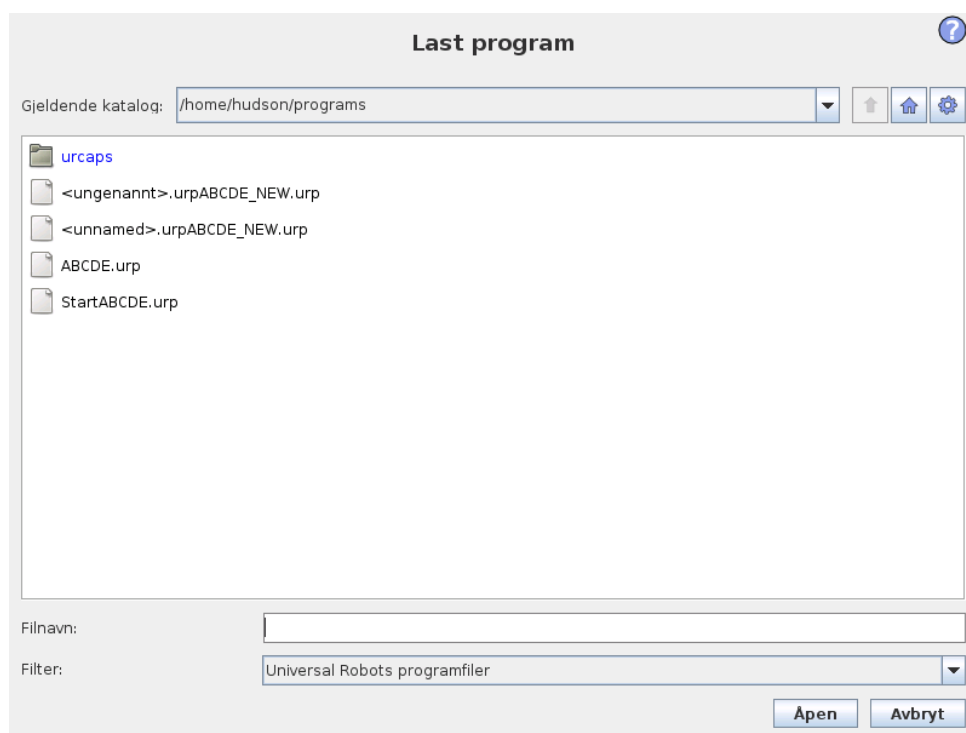 Last program
?
Gjeldende katalog: /home/hudson/programs
urcaps
<ungenannt>.urpABCDE_NEW.urp
<unnamed>.urpABCDE_NEW.urp
ABCDE.urp
StartABCDE.urp
Filnavn:
Filter: Universal Robots programfiler
Åpen Avbryt